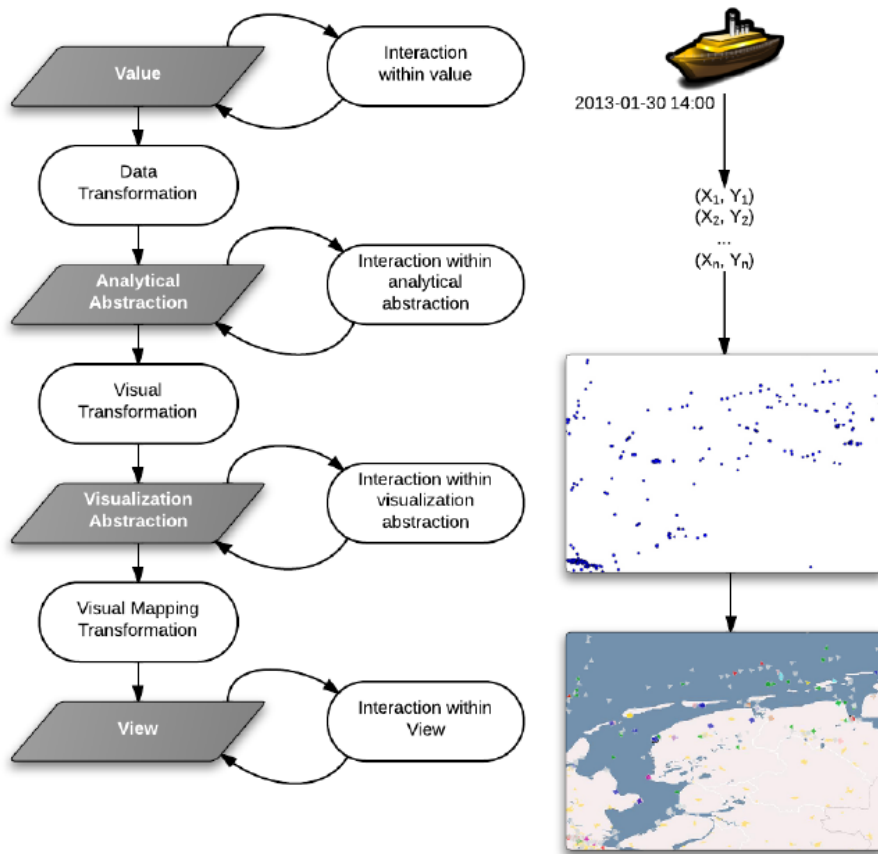 Value
Interaction
within value
Data
Transformation
Analytical
Abstraction
Interaction within
analytical
abstraction
Visual
Transformation
Visualization
Abstraction
Interaction within
visualization
abstraction
Visual Mapping
Transformation
View
Interaction within
View
2013-01-30 14:00
(X₁, Y₁)
(X₂, Y₂)
...
(Xₙ, Yₙ)